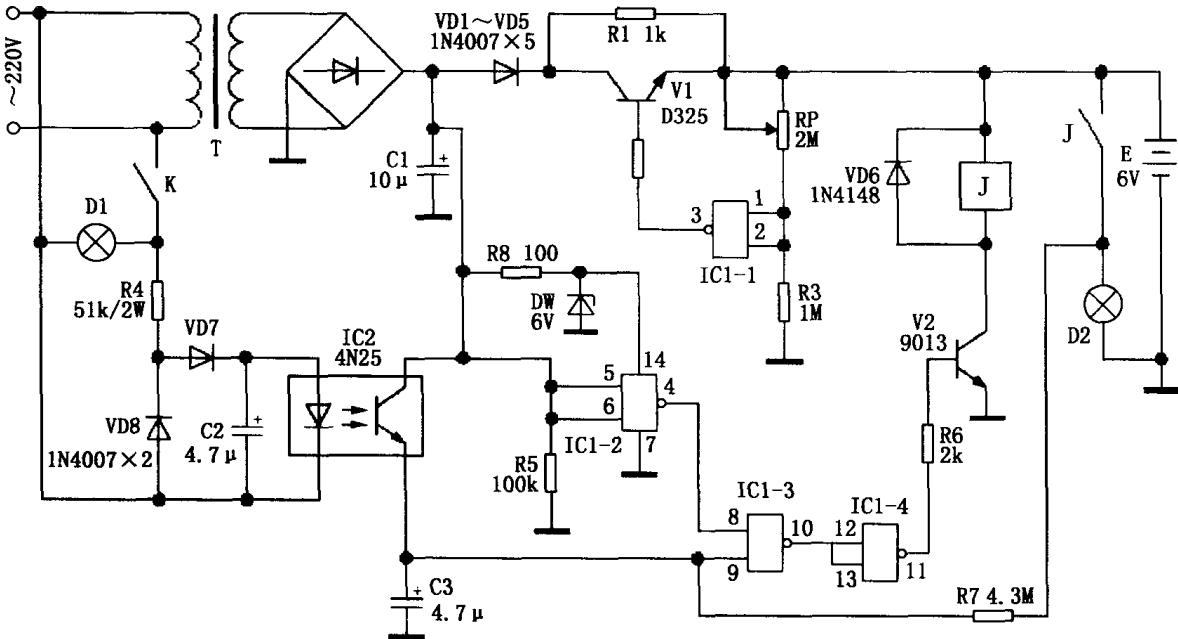 ~220V
T
K
D1
R4
51k/2W
VD7
VD8
1N4007×2
C2
+
4.7μ
IC2
4N25
VD1~VD5
1N4007×5
C1
+
10μ
R1 1k
V1
D325
RP
2M
3
1
2
IC1-1
R3
1M
R8 100
DW
6V
14
5
4
6
7
IC1-2
R5
100k
C3
+
4.7μ
IC1-3
8
10
9
IC1-4
12
13
11
R6
2k
V2
9013
VD6
1N4148
J
J
E
6V
D2
R7 4.3M